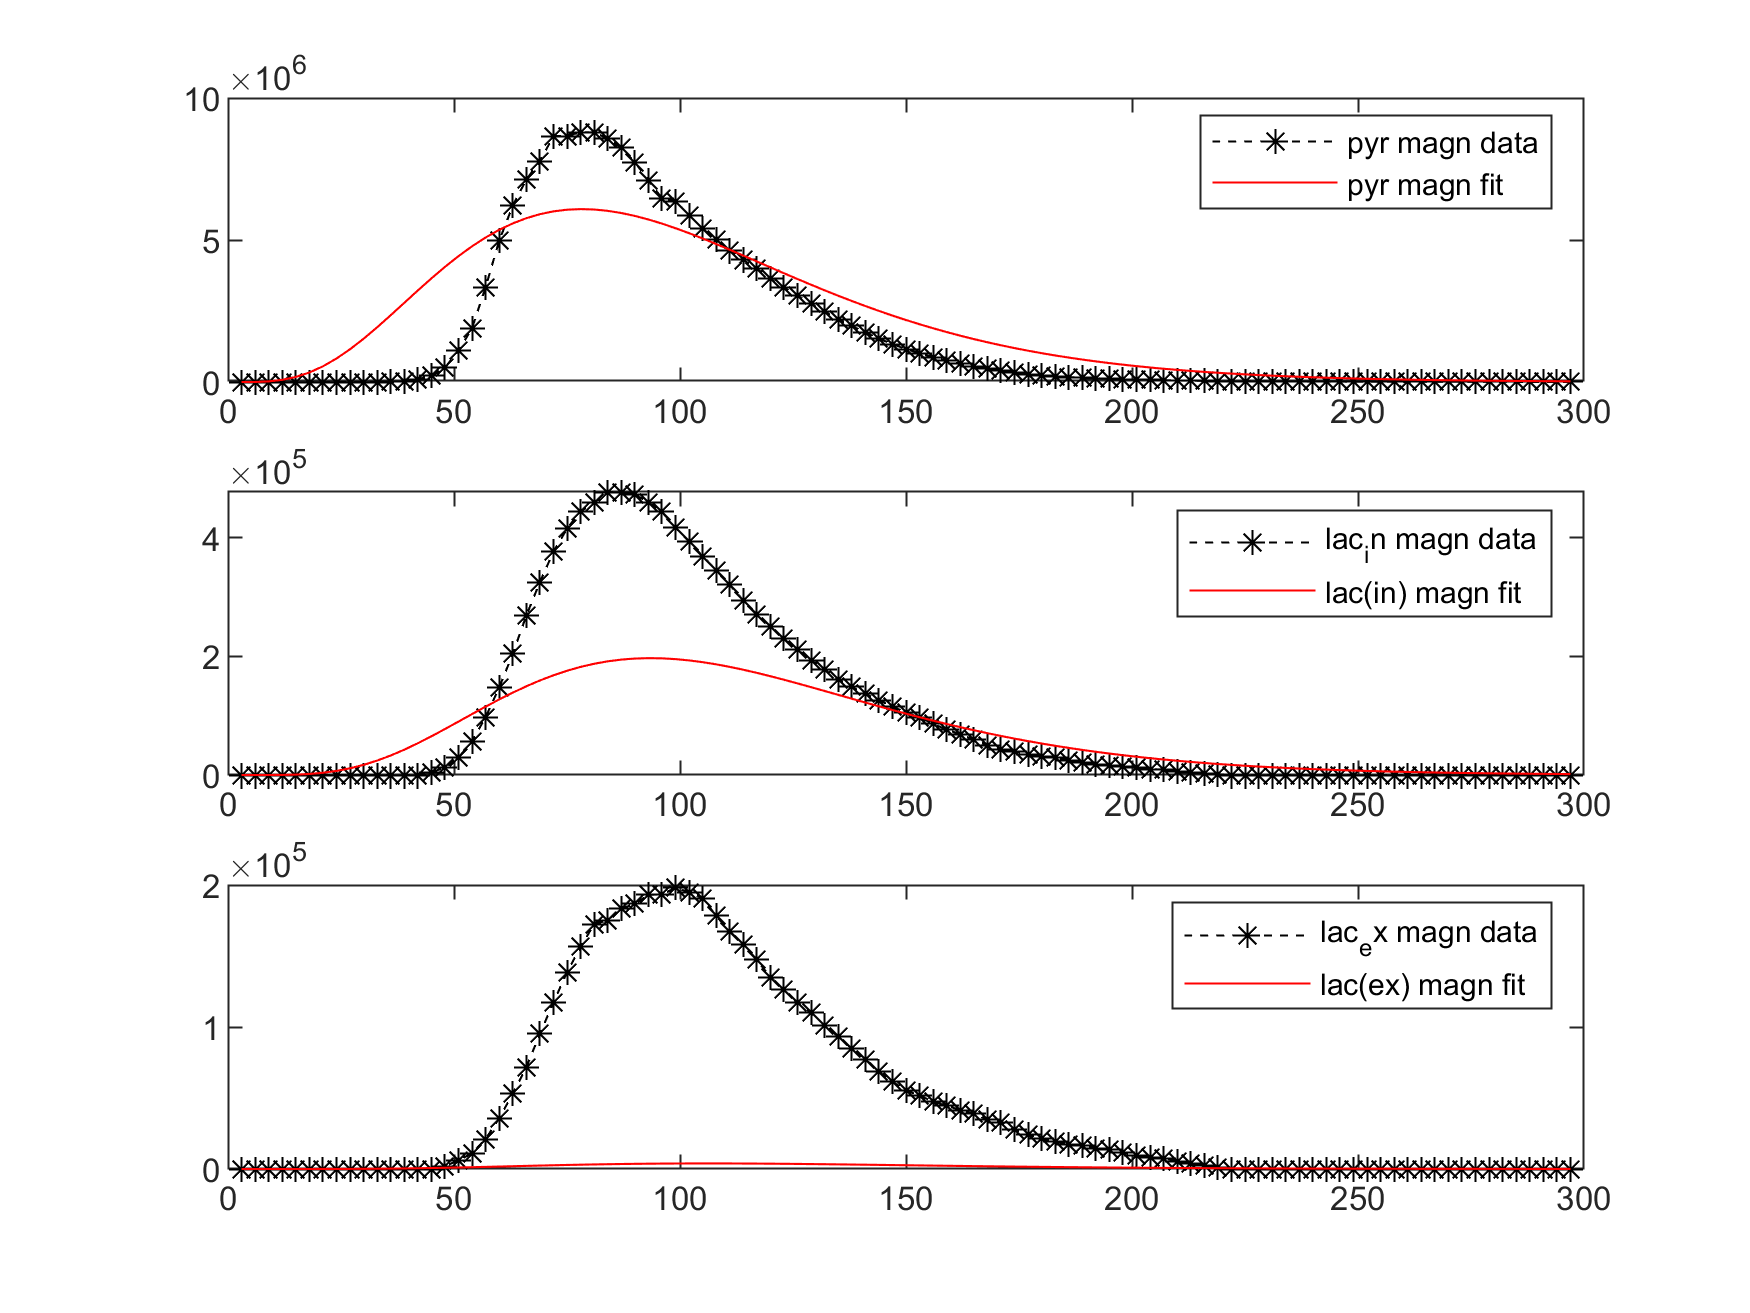 ×10^6
10
5
0
0 50 100 150 200 250 300
pyr magn data
pyr magn fit
×10^5
4
2
0
0 50 100 150 200 250 300
lac_in magn data
lac(in) magn fit
×10^5
2
1
0
0 50 100 150 200 250 300
lac_ex magn data
lac(ex) magn fit